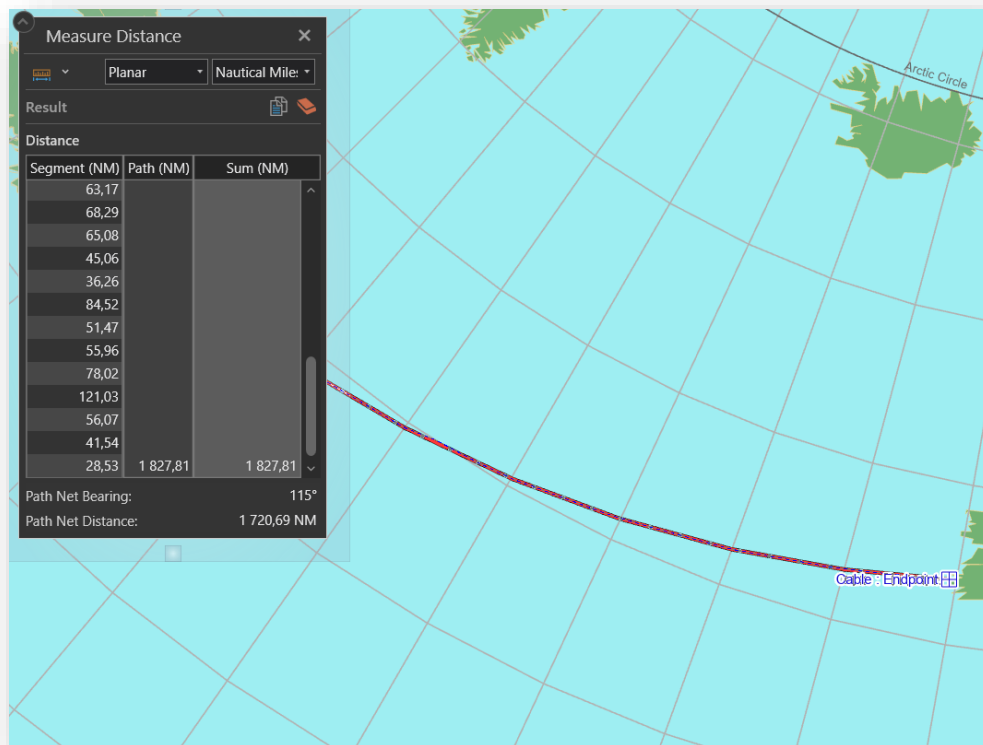 Measure Distance
Planar
Nautical Mile
Result
Distance
Segment (NM) Path (NM) Sum (NM)
63,17
68,29
65,08
45,06
36,26
84,52
51,47
55,96
78,02
121,03
56,07
41,54
28,53 1 827,81 1 827,81
Path Net Bearing: 115°
Path Net Distance: 1 720,69 NM
Arctic Circle
Cable : Endpoint